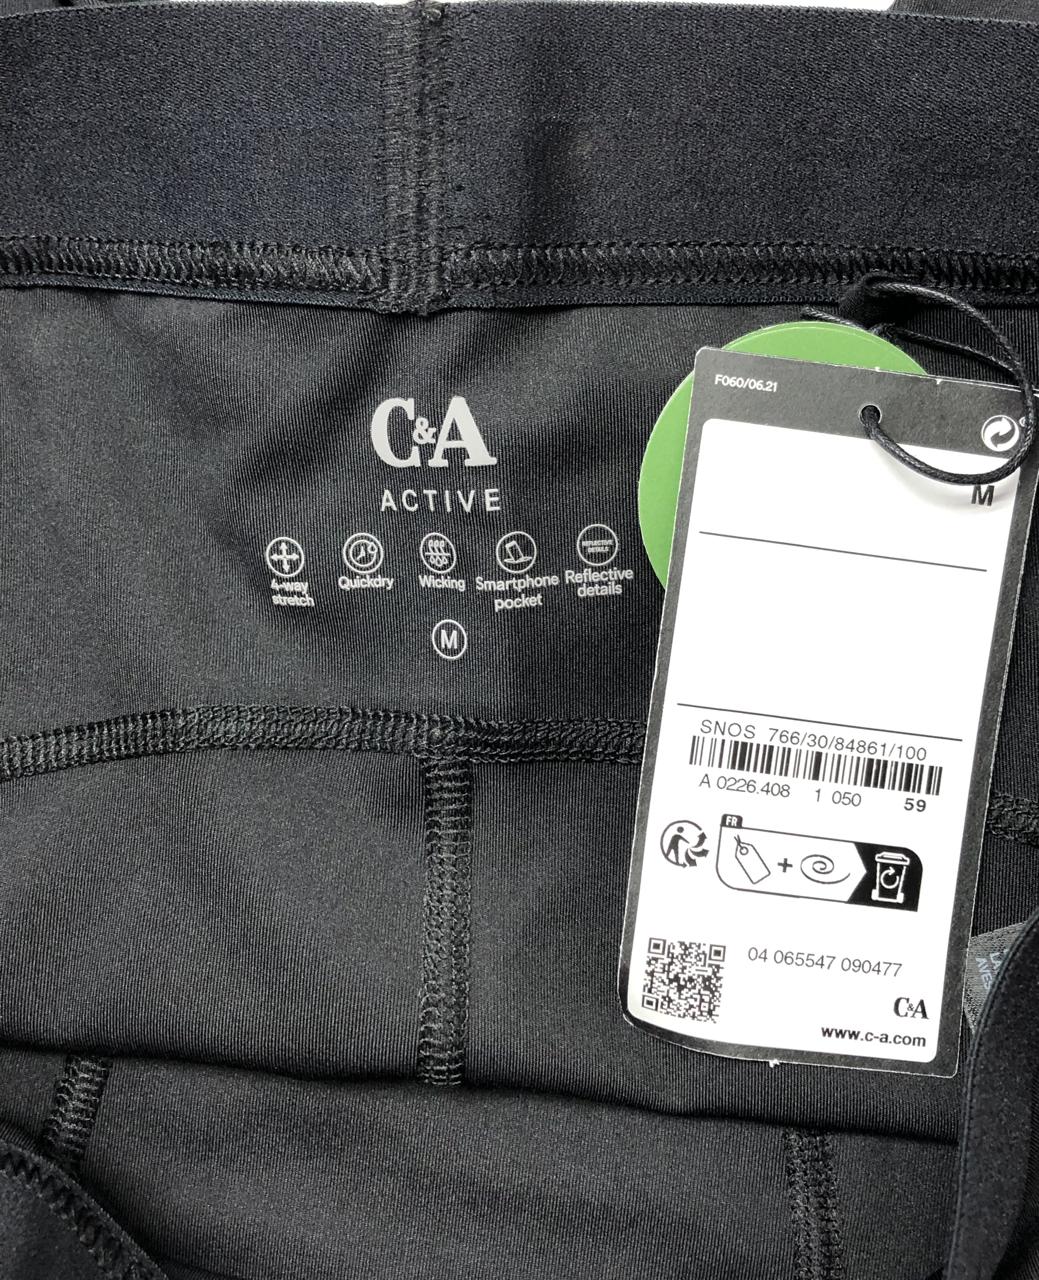 C&A
ACTIVE
4-way
stretch
Quickdry
Wicking
Smartphone
pocket
Reflective
details
M
F060/06.21
M
SNOS 766/30/84861/100
A 0226.408 1 050 59
FR
+
04 065547 090477
C&A
www.c-a.com